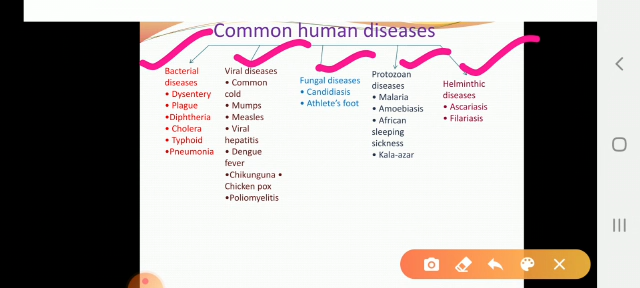 Common human diseases
Bacterial
diseases
• Dysentery
• Plague
•Diphtheria
• Cholera
• Typhoid
•Pneumonia
Viral diseases
• Common
cold
• Mumps
• Measles
• Viral
hepatitis
• Dengue
fever
•Chikunguna •
Chicken pox
•Poliomyelitis
Fungal diseases
• Candidiasis
• Athlete's foot
Protozoan
diseases
• Malaria
• Amoebiasis
• African
sleeping
sickness
• Kala-azar
Helminthic
diseases
• Ascariasis
• Filariasis